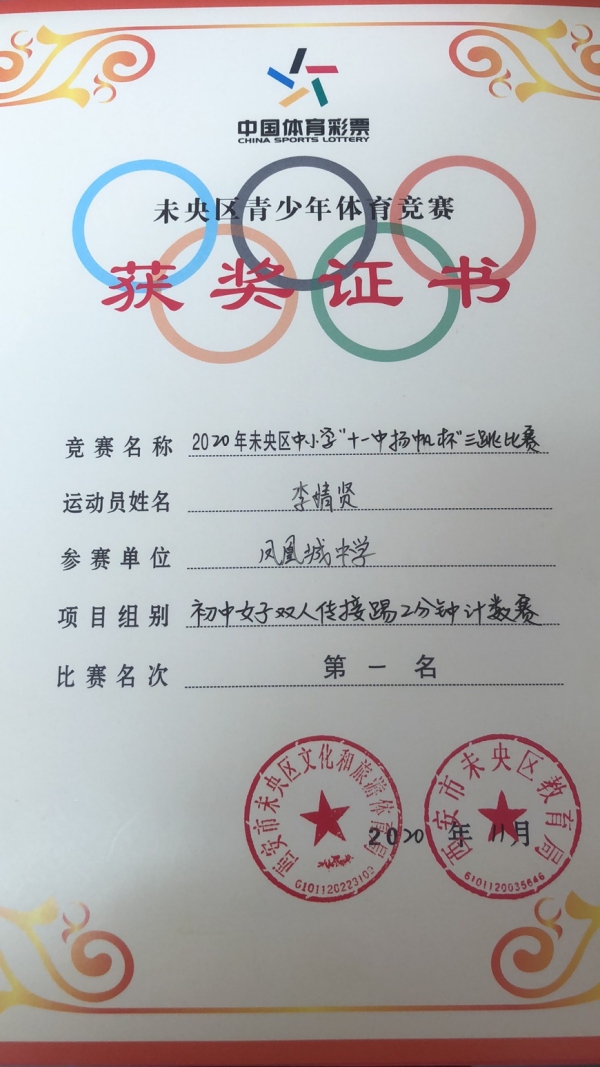 中国体育彩票
CHINA SPORTS LOTTERY
未央区青少年体育竞赛
获奖证书
竞赛名称 2020年未央区中小学"十一中扬帆杯"三跳比赛
运动员姓名 李婧贤
参赛单位 凤凰城中学
项目组别 初中女子双人传接踢2分钟计数赛
比赛名次 第一名
西安市未央区文化和旅游体育局
G101120223102
西安市未央区教育局
6101120035646
2020 年 11月